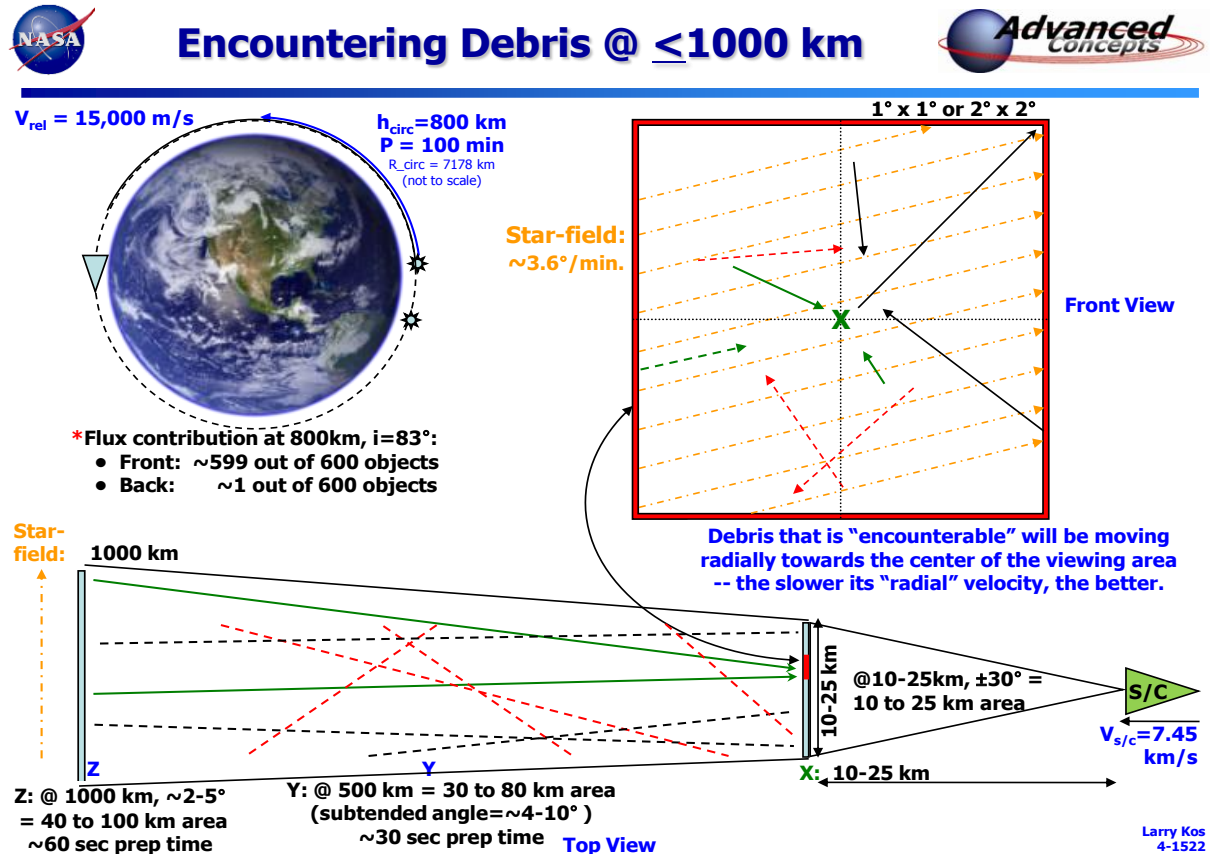 NASA
Encountering Debris @ <1000 km
Advanced
Concepts
Vrel = 15,000 m/s
hcirc=800 km
P = 100 min
R_circ = 7178 km
(not to scale)
1° x 1° or 2° x 2°
Star-field:
~3.6°/min.
X
Front View
*Flux contribution at 800km, i=83°:
• Front: ~599 out of 600 objects
• Back: ~1 out of 600 objects
Debris that is “encounterable” will be moving
radially towards the center of the viewing area
-- the slower its “radial” velocity, the better.
Star-
field:
1000 km
10-25 km
@10-25km, ±30° =
10 to 25 km area
S/C
Vs/c=7.45
km/s
Z
Y
X: 10-25 km
Z: @ 1000 km, ~2-5°
= 40 to 100 km area
~60 sec prep time
Y: @ 500 km = 30 to 80 km area
(subtended angle=~4-10° )
~30 sec prep time
Top View
Larry Kos
4-1522